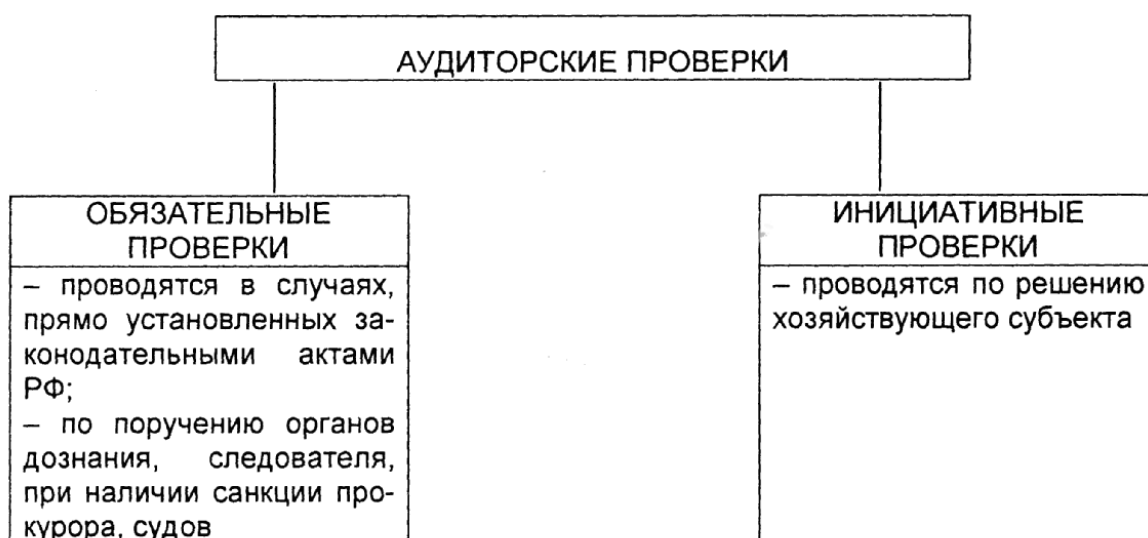 АУДИТОРСКИЕ ПРОВЕРКИ
ОБЯЗАТЕЛЬНЫЕ
ПРОВЕРКИ
– проводятся в случаях,
прямо установленных за-
конодательными актами
РФ;
– по поручению органов
дознания, следователя,
при наличии санкции про-
курора, судов
ИНИЦИАТИВНЫЕ
ПРОВЕРКИ
– проводятся по решению
хозяйствующего субъекта